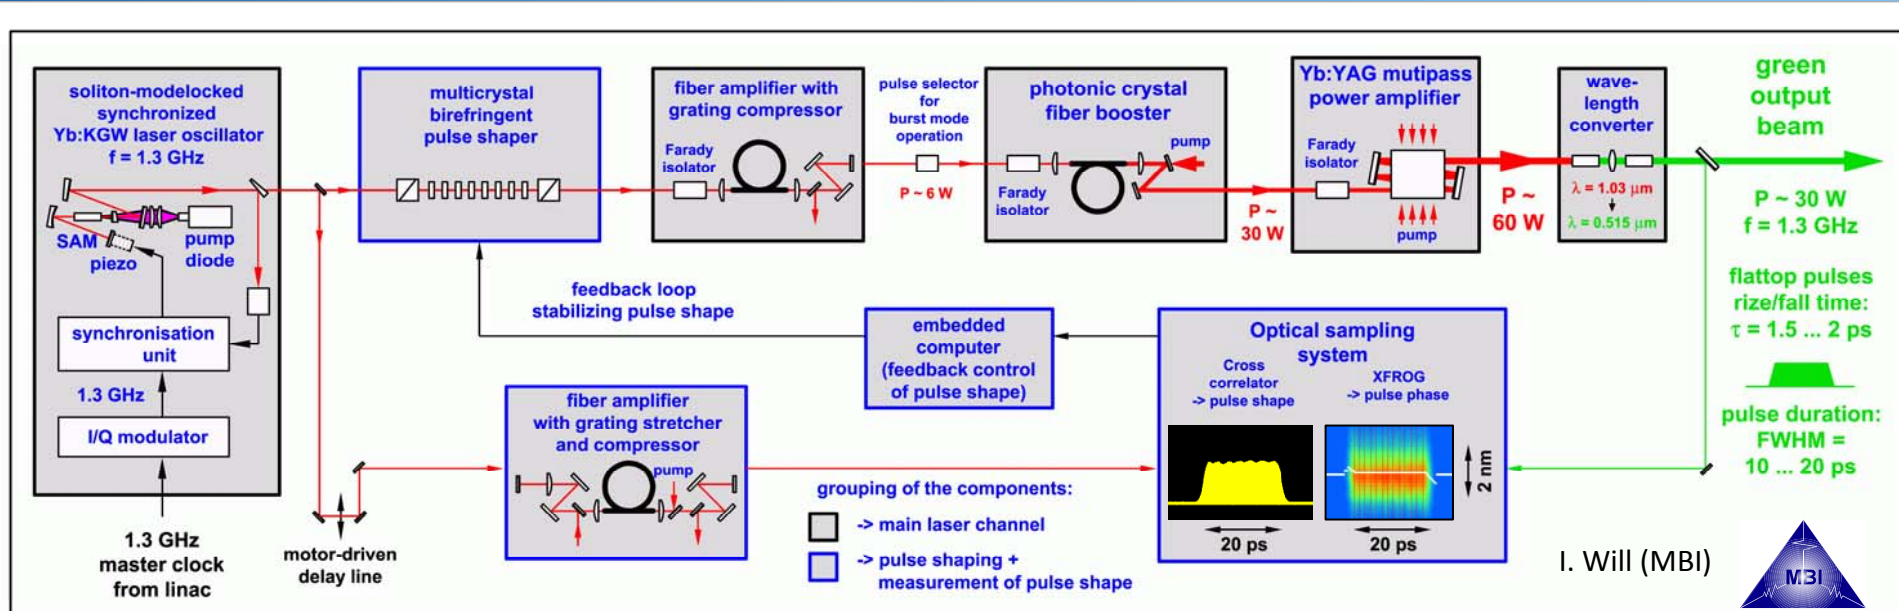 soliton-modelocked
synchronized
Yb:KGW laser oscillator
f = 1.3 GHz
SAM
piezo
pump
diode
synchronisation
unit
1.3 GHz
I/Q modulator
1.3 GHz
master clock
from linac
multicrystal
birefringent
pulse shaper
fiber amplifier with
grating compressor
Farady
isolator
pulse selector
for
burst mode
operation
P ~ 6 W
photonic crystal
fiber booster
pump
Farady
isolator
P ~
30 W
Yb:YAG mutipass
power amplifier
Farady
isolator
pump
P ~
60 W
wave-
length
converter
λ = 1.03 µm
λ = 0.515 µm
green
output
beam
P ~ 30 W
f = 1.3 GHz
flattop pulses
rize/fall time:
τ = 1.5 ... 2 ps
pulse duration:
FWHM =
10 ... 20 ps
feedback loop
stabilizing pulse shape
embedded
computer
(feedback control
of pulse shape)
Optical sampling
system
Cross
correlator
-> pulse shape
XFROG
-> pulse phase
2 nm
20 ps
20 ps
motor-driven
delay line
fiber amplifier
with grating stretcher
and compressor
pump
grouping of the components:
-> main laser channel
-> pulse shaping +
measurement of pulse shape
I. Will (MBI)
MBI